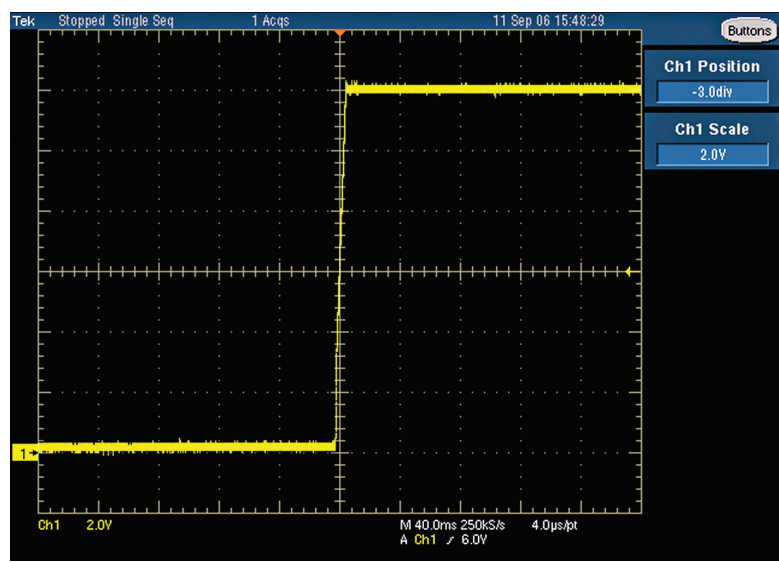 Tek Stopped Single Seq 1 Acqs 11 Sep 06 15:48:29
Buttons
Ch1 Position
-3.0div
Ch1 Scale
2.0V
1
Ch1 2.0V M 40.0ms 250kS/s 4.0µs/pt
A Ch1 ⌿ 6.0V